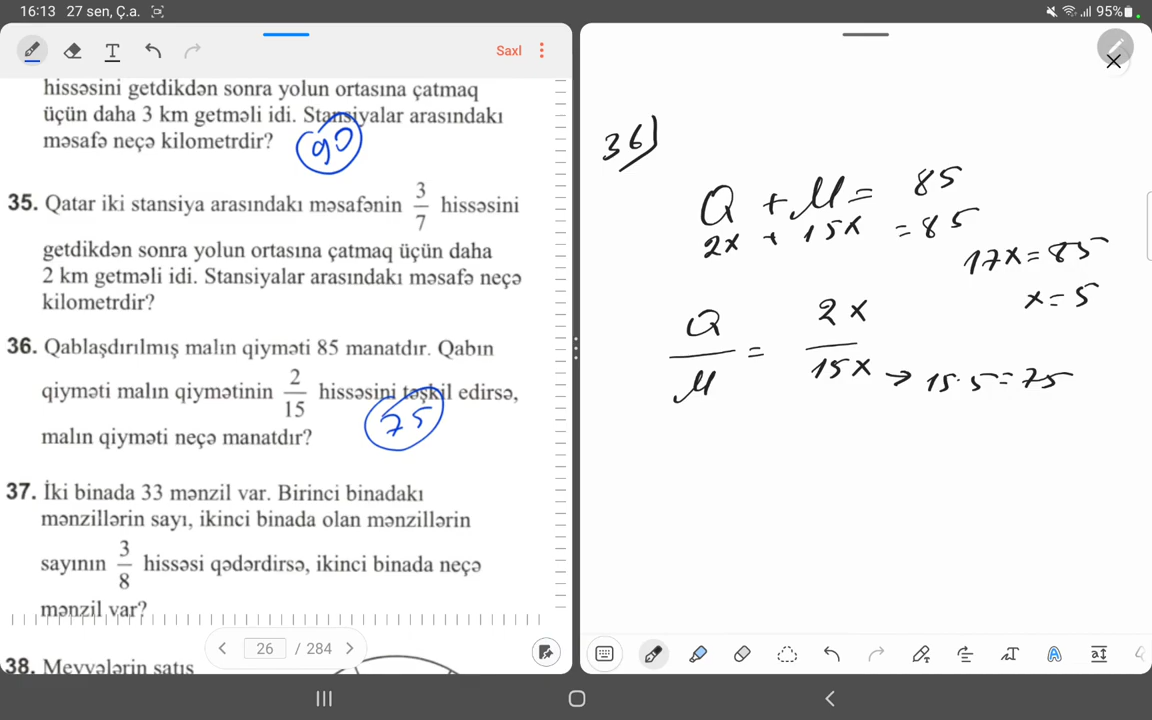 16:13 27 sen, Ç.a.
95%
T
Saxl
hissəsini getdikdən sonra yolun ortasına çatmaq
üçün daha 3 km getməli idi. Stansiyalar arasındakı
məsafə neçə kilometrdir?
90
35. Qatar iki stansiya arasındakı məsafənin 3/7 hissəsini
getdikdən sonra yolun ortasına çatmaq üçün daha
2 km getməli idi. Stansiyalar arasındakı məsafə neçə
kilometrdir?
36. Qablaşdırılmış malın qiyməti 85 manatdır. Qabın
qiyməti malın qiymətinin 2/15 hissəsini təşkil edirsə,
malın qiyməti neçə manatdır?
75
37. İki binada 33 mənzil var. Birinci binadakı
mənzillərin sayı, ikinci binada olan mənzillərin
sayının 3/8 hissəsi qədərdirsə, ikinci binada neçə
mənzil var?
38. Meyvələrin satış
26 / 284
36)
Q + M = 85
2x + 15x = 85
17x = 85
x = 5
Q/M = 2x/15x → 15·5=75